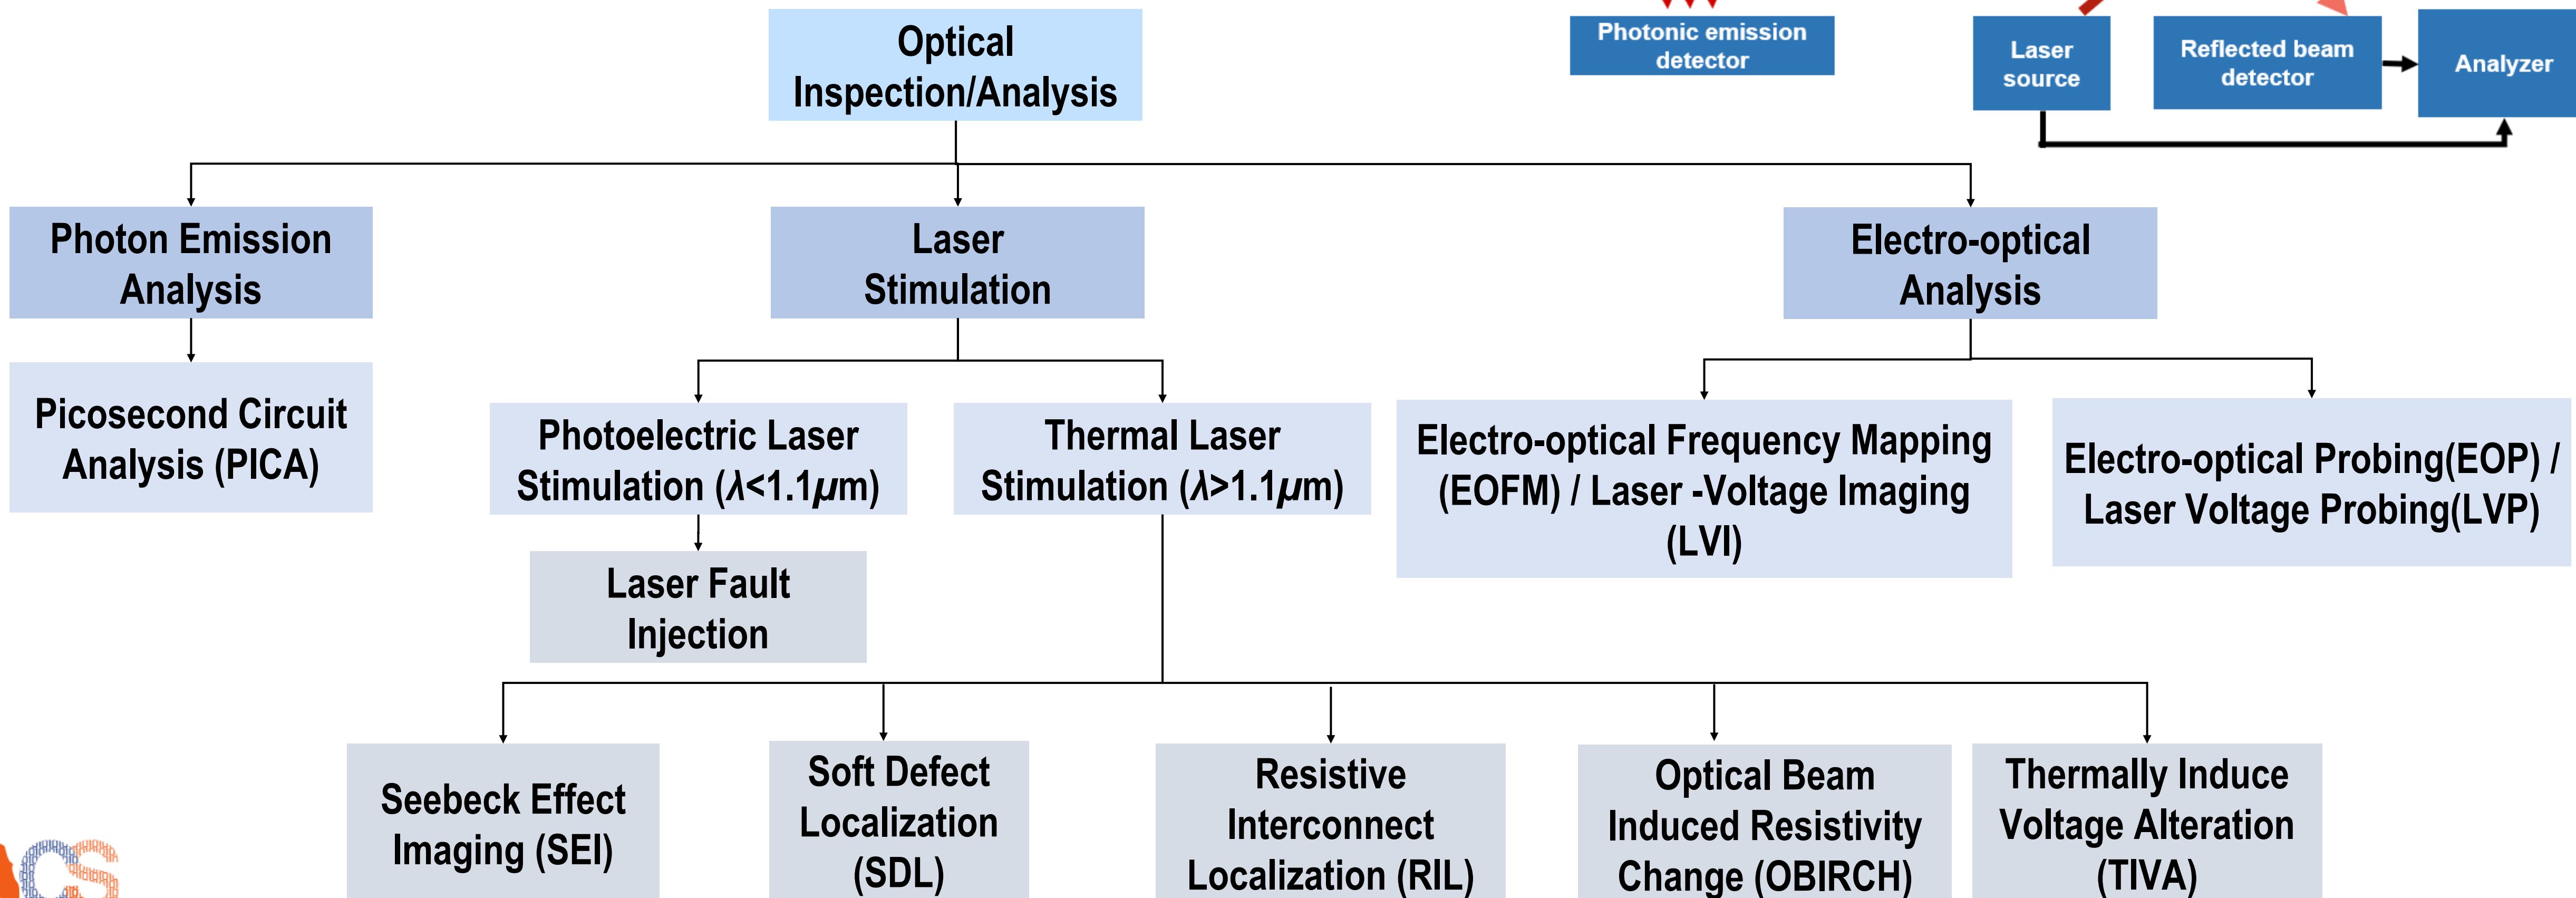 Photonic emission
detector
Laser
source
Reflected beam
detector
Analyzer
Optical
Inspection/Analysis
Photon Emission
Analysis
Laser
Stimulation
Electro-optical
Analysis
Picosecond Circuit
Analysis (PICA)
Photoelectric Laser
Stimulation (λ<1.1µm)
Thermal Laser
Stimulation (λ>1.1µm)
Electro-optical Frequency Mapping
(EOFM) / Laser -Voltage Imaging
(LVI)
Electro-optical Probing(EOP) /
Laser Voltage Probing(LVP)
Laser Fault
Injection
Seebeck Effect
Imaging (SEI)
Soft Defect
Localization
(SDL)
Resistive
Interconnect
Localization (RIL)
Optical Beam
Induced Resistivity
Change (OBIRCH)
Thermally Induce
Voltage Alteration
(TIVA)
CS